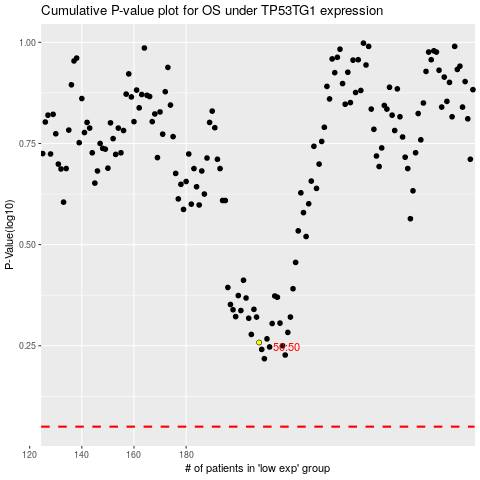 Cumulative P-value plot for OS under TP53TG1 expression
P-Value(log10)
1.00
0.75
0.50
0.25
50:50
120 140 160 180
# of patients in 'low exp' group